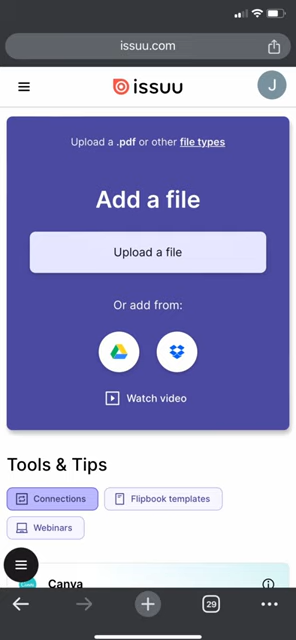 issuu.com
issuu
J
Upload a .pdf or other file types
Add a file
Upload a file
Or add from:
Watch video
Tools & Tips
Connections
Flipbook templates
Webinars
Canva
29